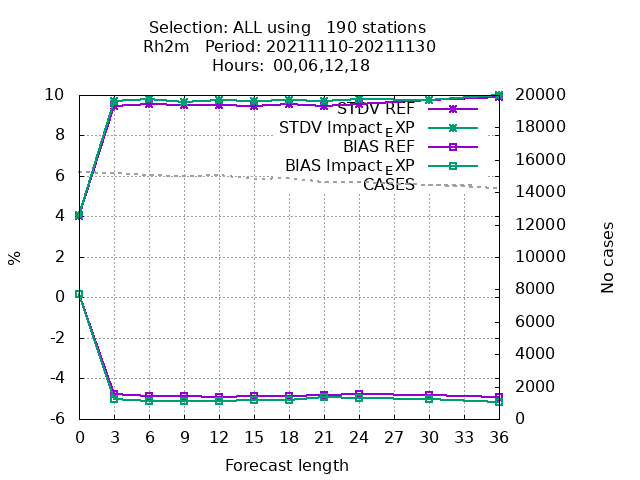 Selection: ALL using   190 stations
Rh2m   Period: 20211110-20211130
Hours:  00,06,12,18
10
8
6
4
2
0
-2
-4
-6
%
20000
18000
16000
14000
12000
10000
8000
6000
4000
2000
0
No cases
STDV REF
STDV Impact_EXP
BIAS REF
BIAS Impact_EXP
CASES
0 3 6 9 12 15 18 21 24 27 30 33 36
Forecast length